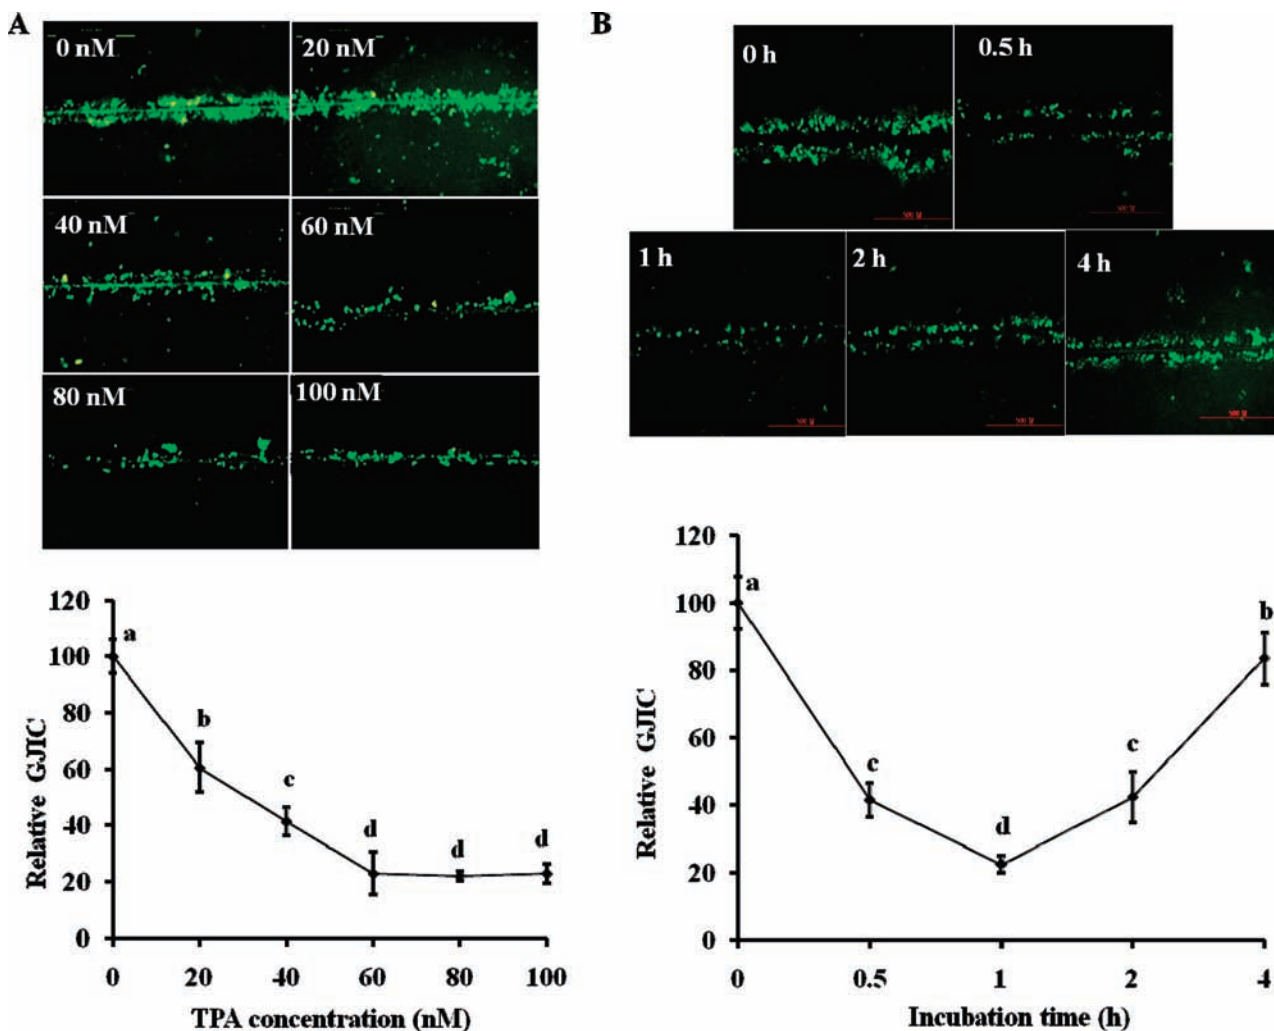 A
0 nM
20 nM
40 nM
60 nM
80 nM
100 nM
Relative GJIC
120
100
80
60
40
20
0
a
b
c
d
d
d
0
20
40
60
80
100
TPA concentration (nM)
B
0 h
0.5 h
1 h
2 h
4 h
Relative GJIC
120
100
80
60
40
20
0
a
c
d
c
b
0
0.5
1
2
4
Incubation time (h)